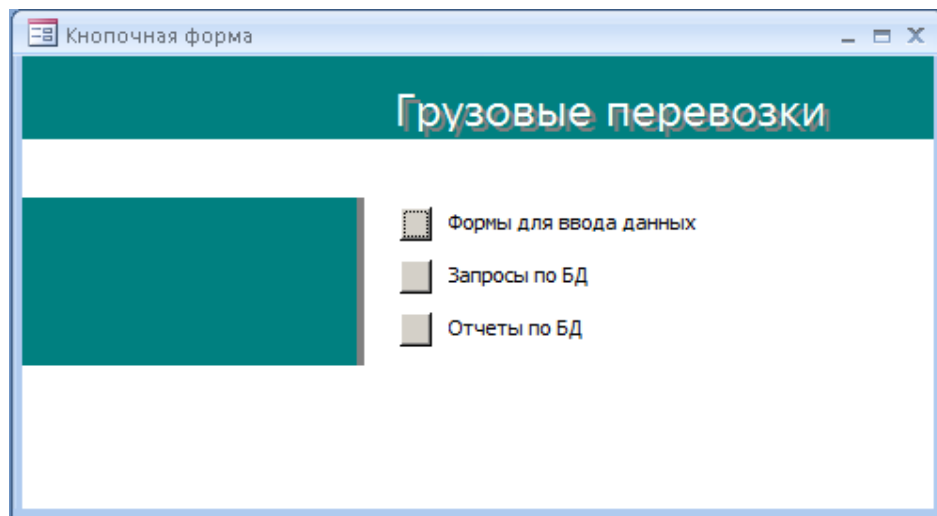 Кнопочная форма
Грузовые перевозки
Формы для ввода данных
Запросы по БД
Отчеты по БД